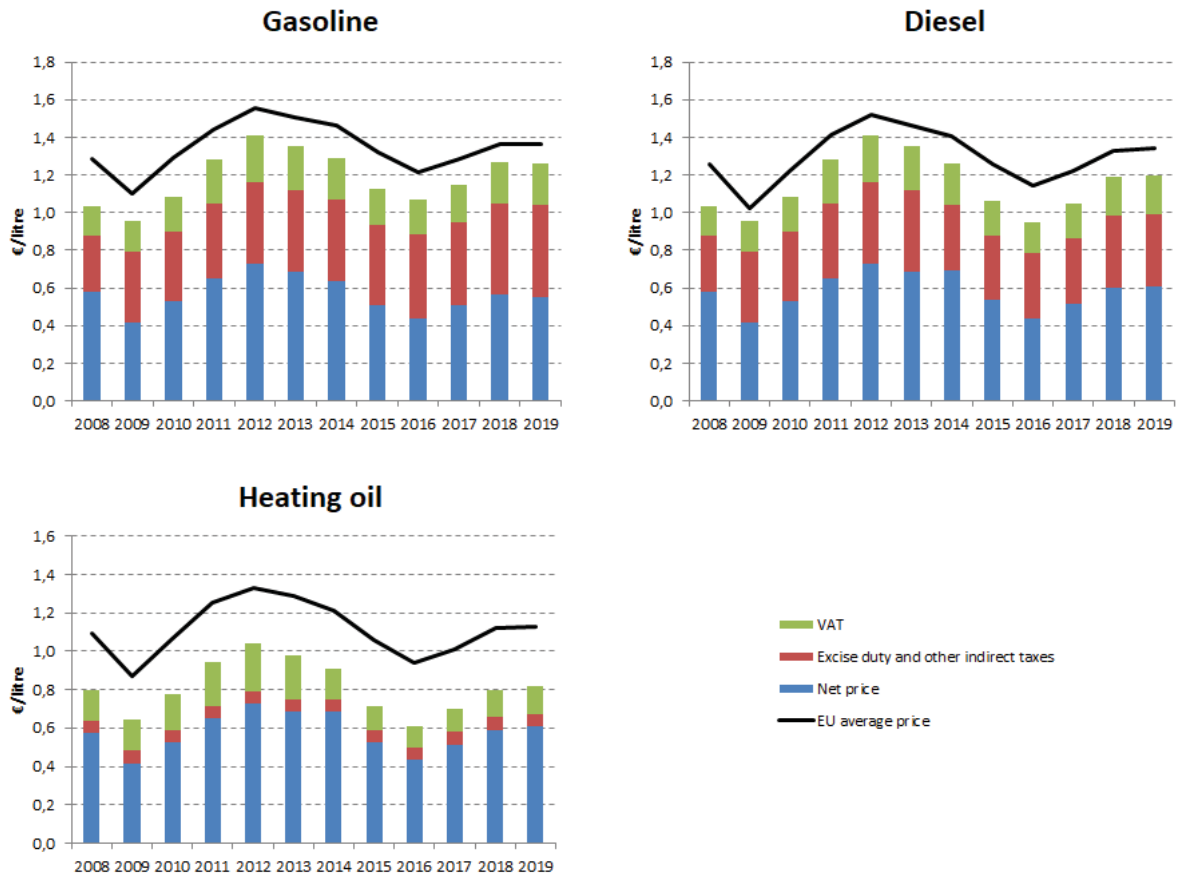 Gasoline
€/litre
1,8
1,6
1,4
1,2
1,0
0,8
0,6
0,4
0,2
0,0
2008 2009 2010 2011 2012 2013 2014 2015 2016 2017 2018 2019
Diesel
€/litre
1,8
1,6
1,4
1,2
1,0
0,8
0,6
0,4
0,2
0,0
2008 2009 2010 2011 2012 2013 2014 2015 2016 2017 2018 2019
Heating oil
€/litre
1,6
1,4
1,2
1,0
0,8
0,6
0,4
0,2
0,0
2008 2009 2010 2011 2012 2013 2014 2015 2016 2017 2018 2019
VAT
Excise duty and other indirect taxes
Net price
EU average price